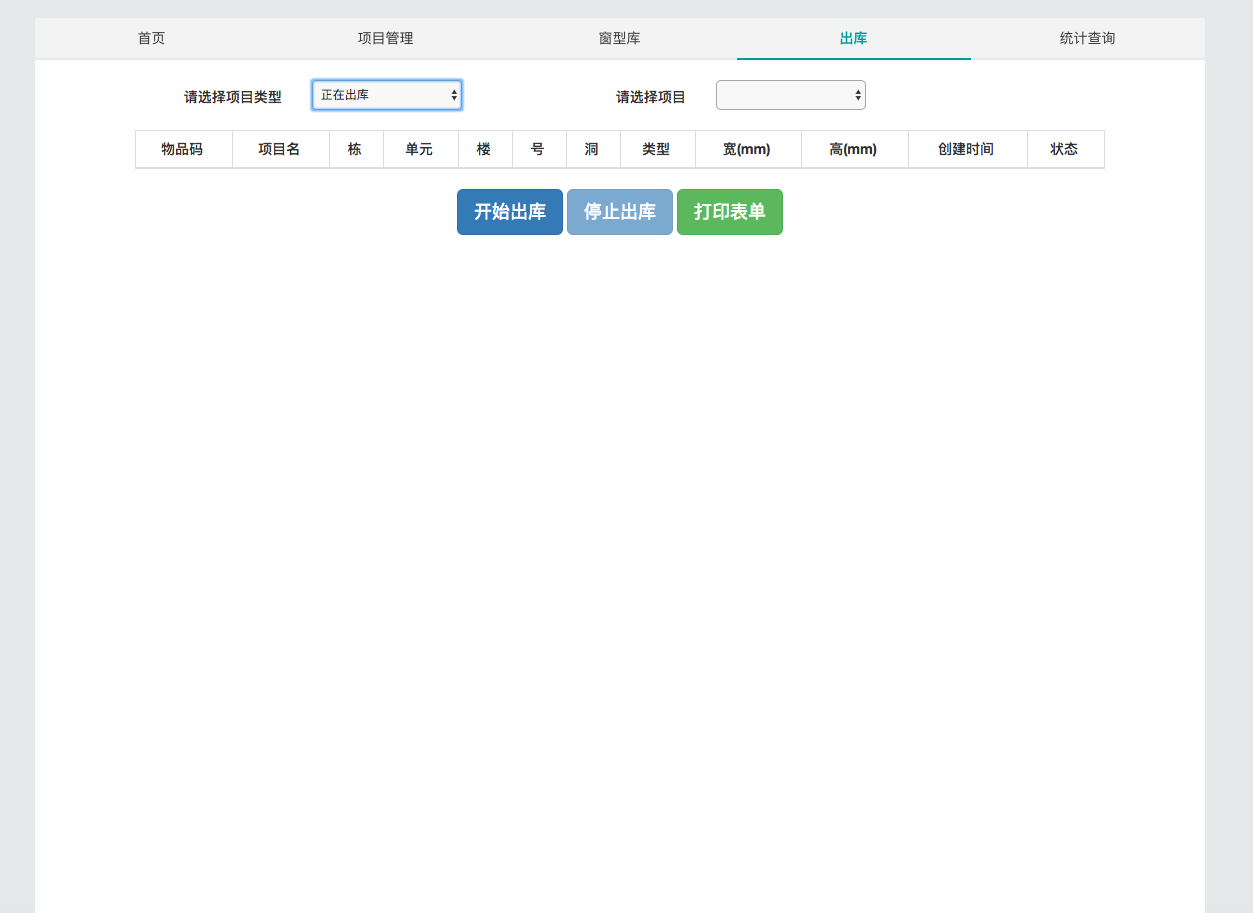 首页 项目管理 窗型库 出库 统计查询
请选择项目类型 正在出库 请选择项目
物品码 项目名 栋 单元 楼 号 洞 类型 宽(mm) 高(mm) 创建时间 状态
开始出库 停止出库 打印表单